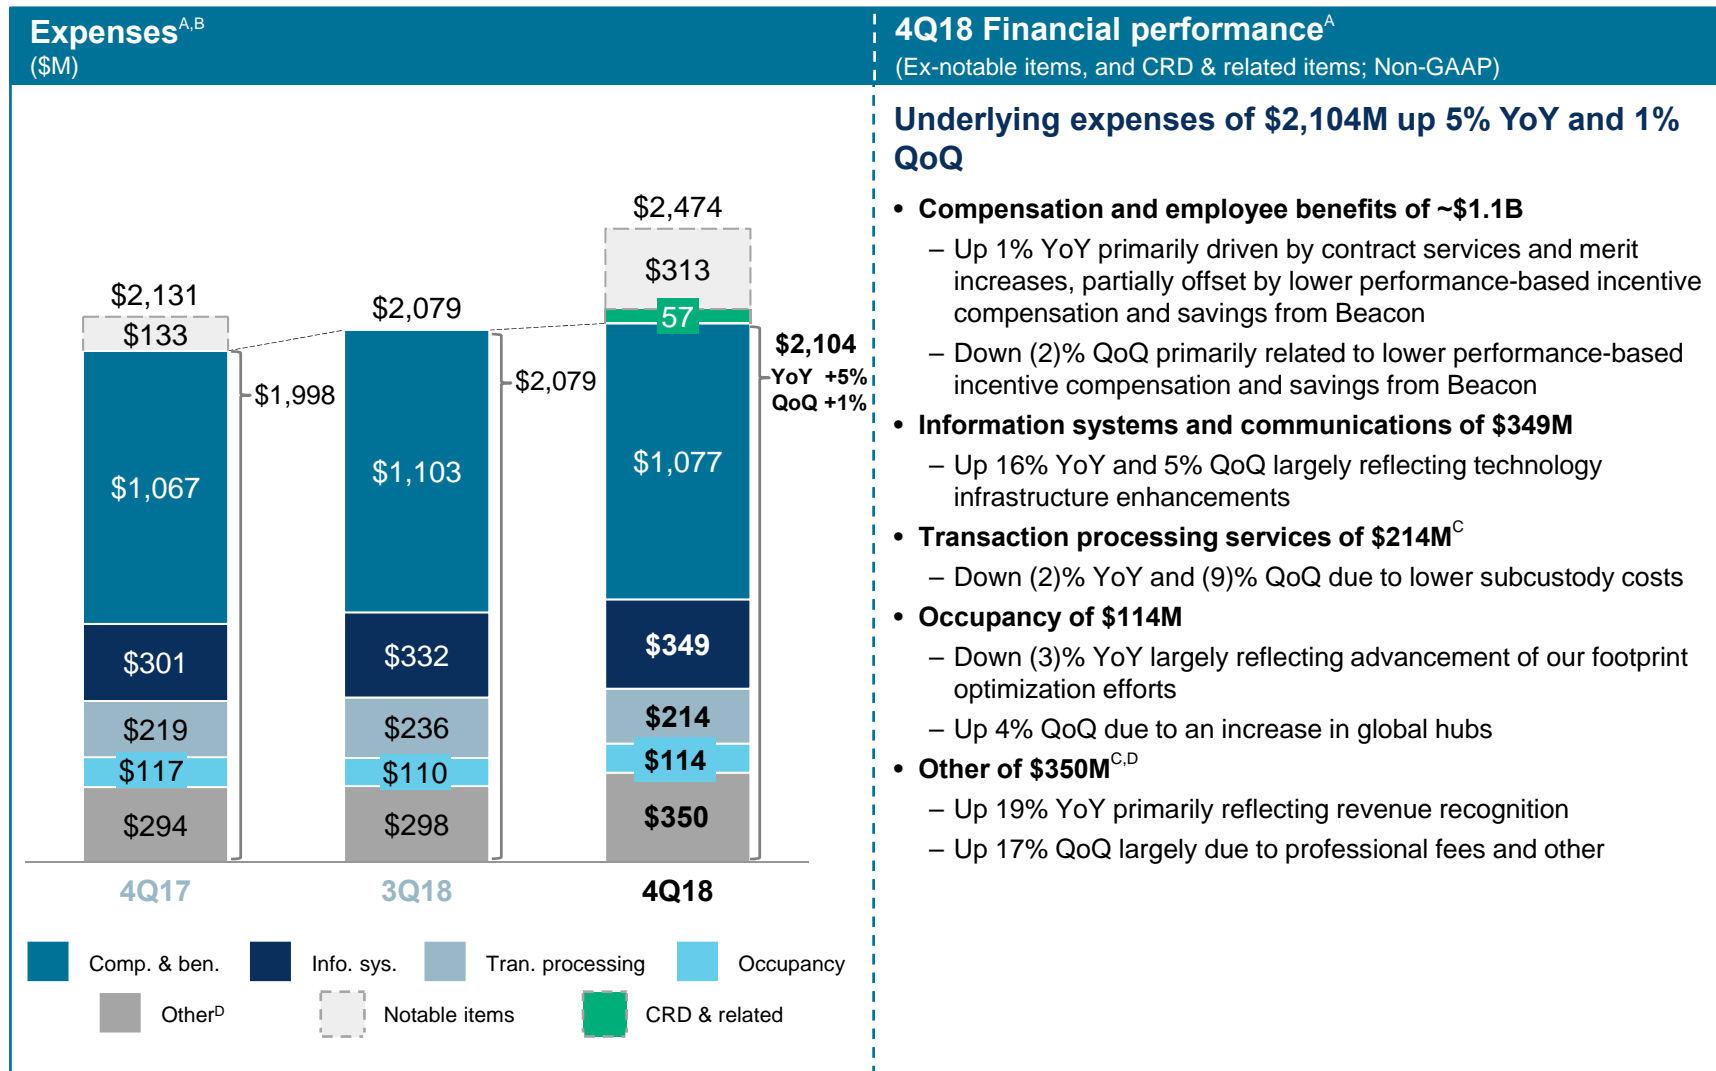 Expenses^A,B
($M)
$2,131
$133
$1,998
$1,067
$301
$219
$117
$294
4Q17
$2,079
$2,079
$1,103
$332
$236
$110
$298
3Q18
$2,474
$313
57
$2,104
YoY +5%
QoQ +1%
$1,077
$349
$214
$114
$350
4Q18
Comp. & ben.
Info. sys.
Tran. processing
Occupancy
Other^D
Notable items
CRD & related
4Q18 Financial performance^A
(Ex-notable items, and CRD & related items; Non-GAAP)
Underlying expenses of $2,104M up 5% YoY and 1%
QoQ
• Compensation and employee benefits of ~$1.1B
– Up 1% YoY primarily driven by contract services and merit
increases, partially offset by lower performance-based incentive
compensation and savings from Beacon
– Down (2)% QoQ primarily related to lower performance-based
incentive compensation and savings from Beacon
• Information systems and communications of $349M
– Up 16% YoY and 5% QoQ largely reflecting technology
infrastructure enhancements
• Transaction processing services of $214M^C
– Down (2)% YoY and (9)% QoQ due to lower subcustody costs
• Occupancy of $114M
– Down (3)% YoY largely reflecting advancement of our footprint
optimization efforts
– Up 4% QoQ due to an increase in global hubs
• Other of $350M^C,D
– Up 19% YoY primarily reflecting revenue recognition
– Up 17% QoQ largely due to professional fees and other